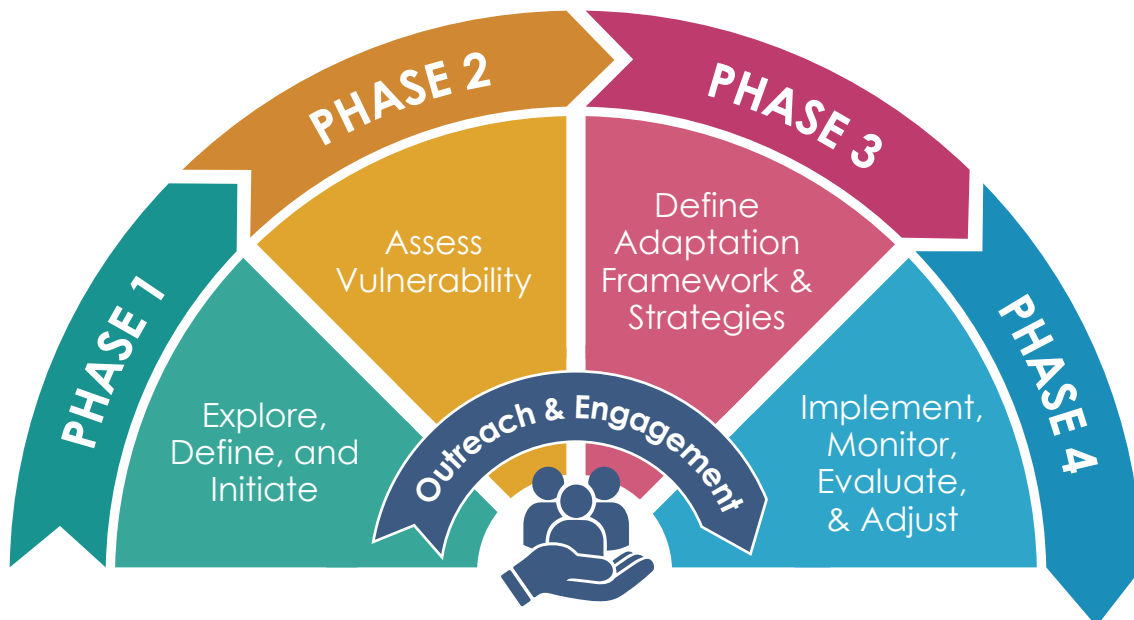 PHASE 1
Explore,
Define, and
Initiate
PHASE 2
Assess
Vulnerability
PHASE 3
Define
Adaptation
Framework &
Strategies
PHASE 4
Implement,
Monitor,
Evaluate,
& Adjust
Outreach & Engagement